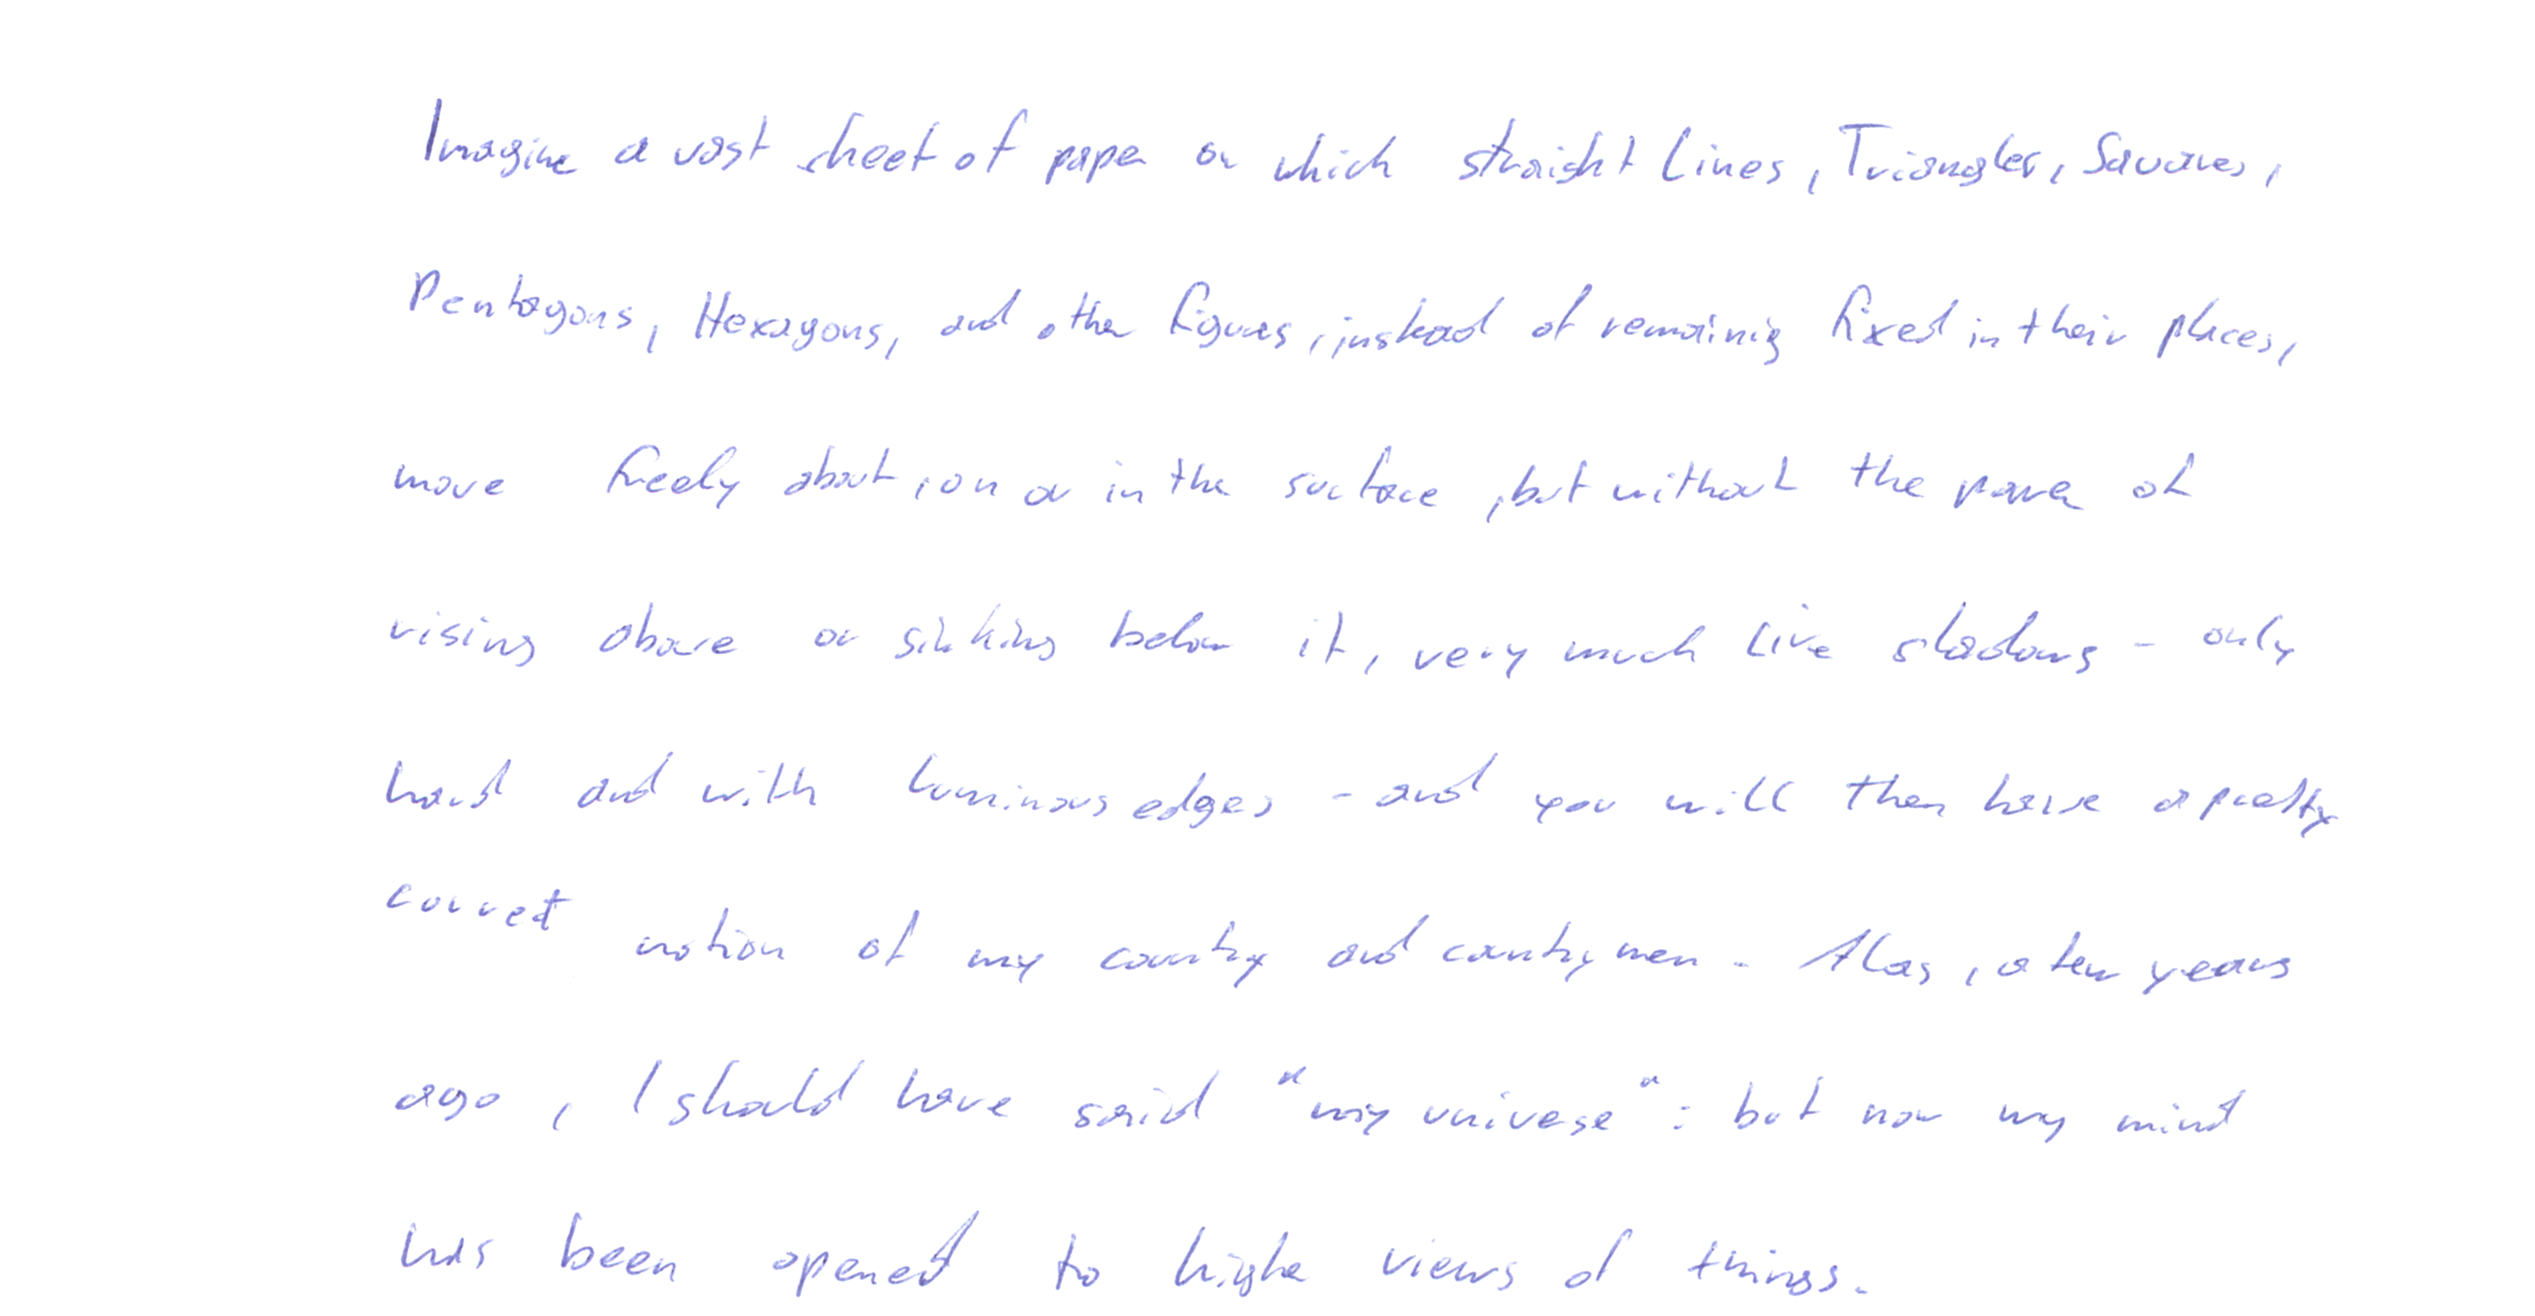 Imagine a vast sheet of paper on which straight Lines, Triangles, Squares,
Pentagons, Hexagons, and other figures, instead of remaining fixed in their places,
move freely about, on or in the surface, but without the power of
rising above or sinking below it, very much like shadows - only
hard and with luminous edges - and you will then have a pretty
correct notion of my country and countrymen. Alas, a few years
ago, I should have said "my universe": but now my mind
has been opened to higher views of things.